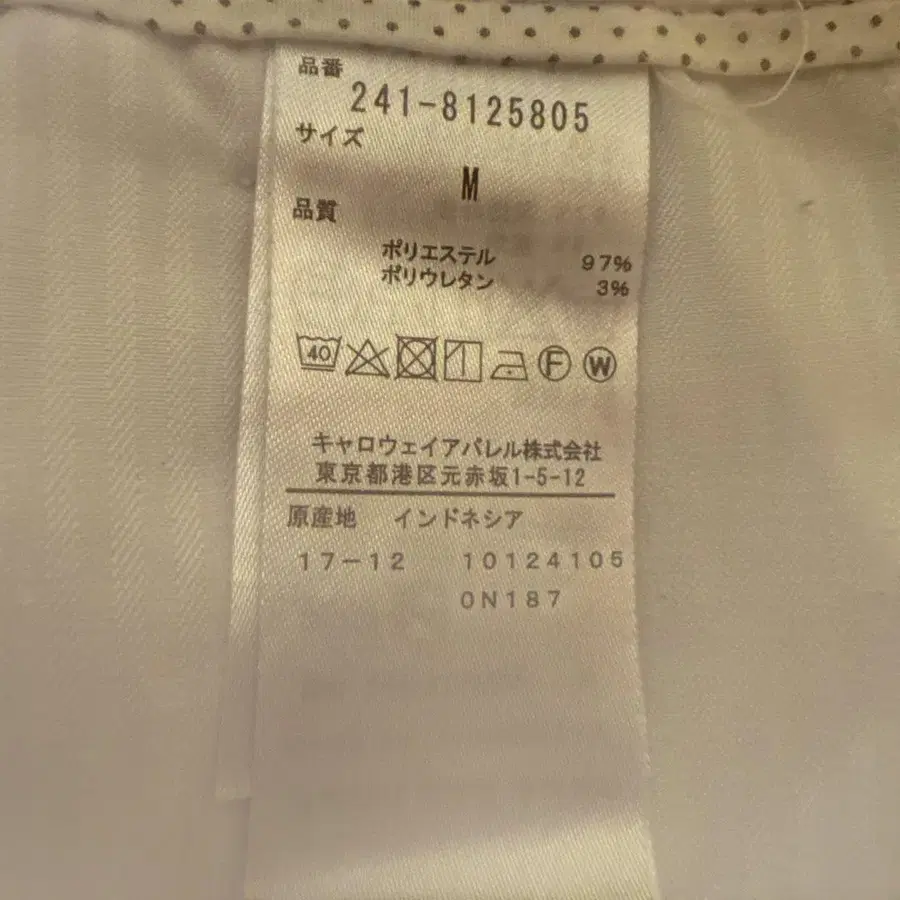 品番
241-8125805
サイズ
M
品質
ポリエステル 97%
ポリウレタン 3%
40 F W
キャロウェイアパレル株式会社
東京都港区元赤坂1-5-12
原産地 インドネシア
17-12 10124105
0N187